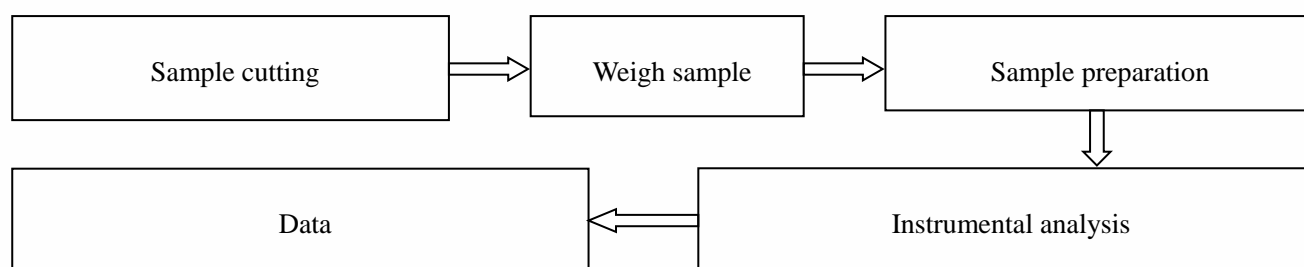 Sample cutting
Weigh sample
Sample preparation
Instrumental analysis
Data